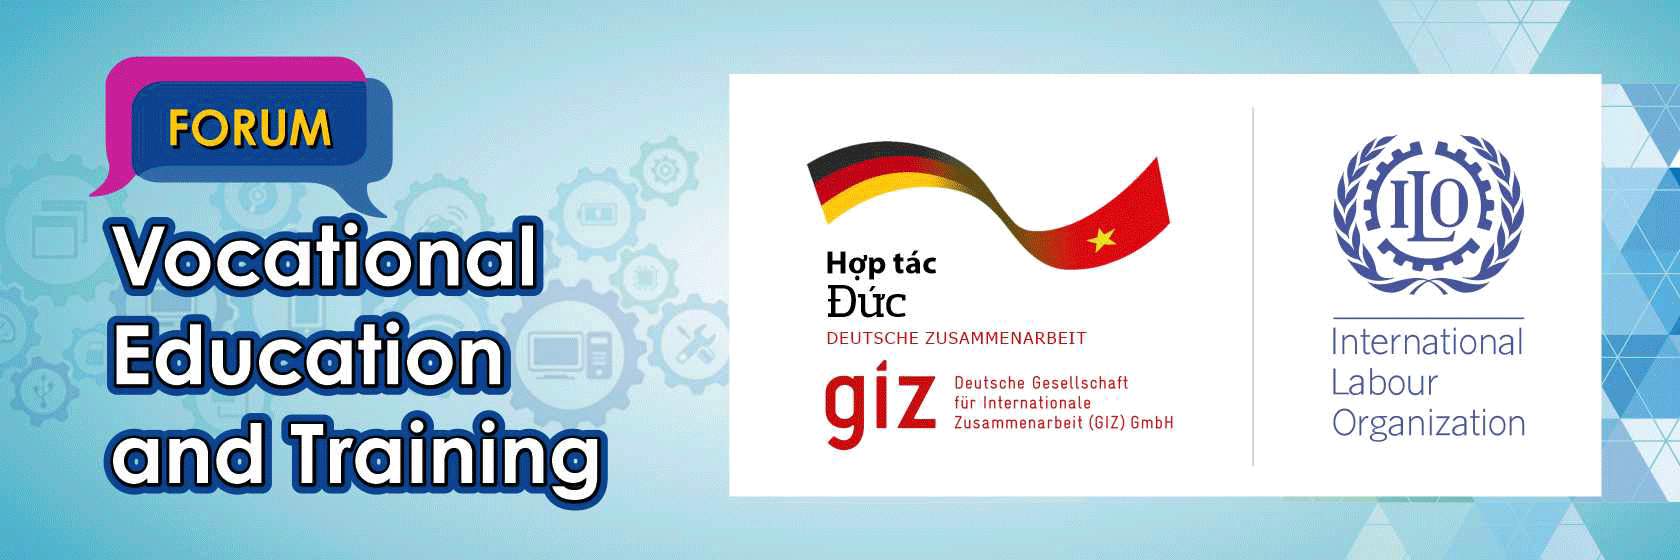 FORUM
Vocational
Education
and Training
Hợp tác
Đức
DEUTSCHE ZUSAMMENARBEIT
giz
Deutsche Gesellschaft
für Internationale
Zusammenarbeit (GIZ) GmbH
ILO
International
Labour
Organization